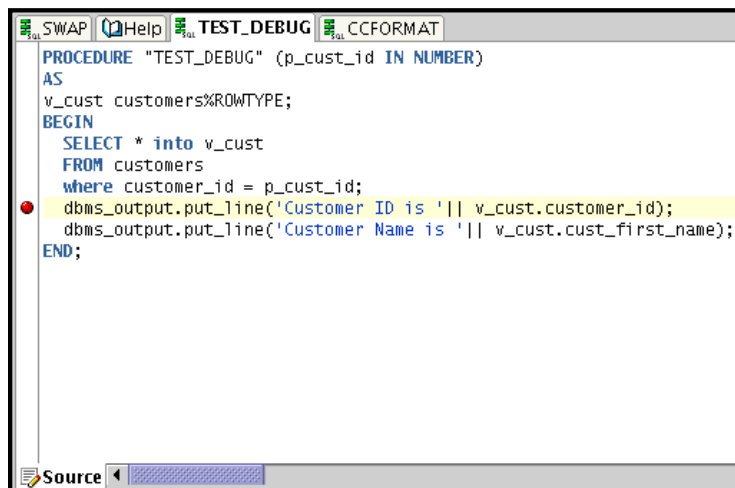 SWAP Help TEST_DEBUG CCFORMAT
PROCEDURE "TEST_DEBUG" (p_cust_id IN NUMBER)
AS
v_cust customers%ROWTYPE;
BEGIN
SELECT * into v_cust
FROM customers
where customer_id = p_cust_id;
dbms_output.put_line('Customer ID is '|| v_cust.customer_id);
dbms_output.put_line('Customer Name is '|| v_cust.cust_first_name);
END;
Source